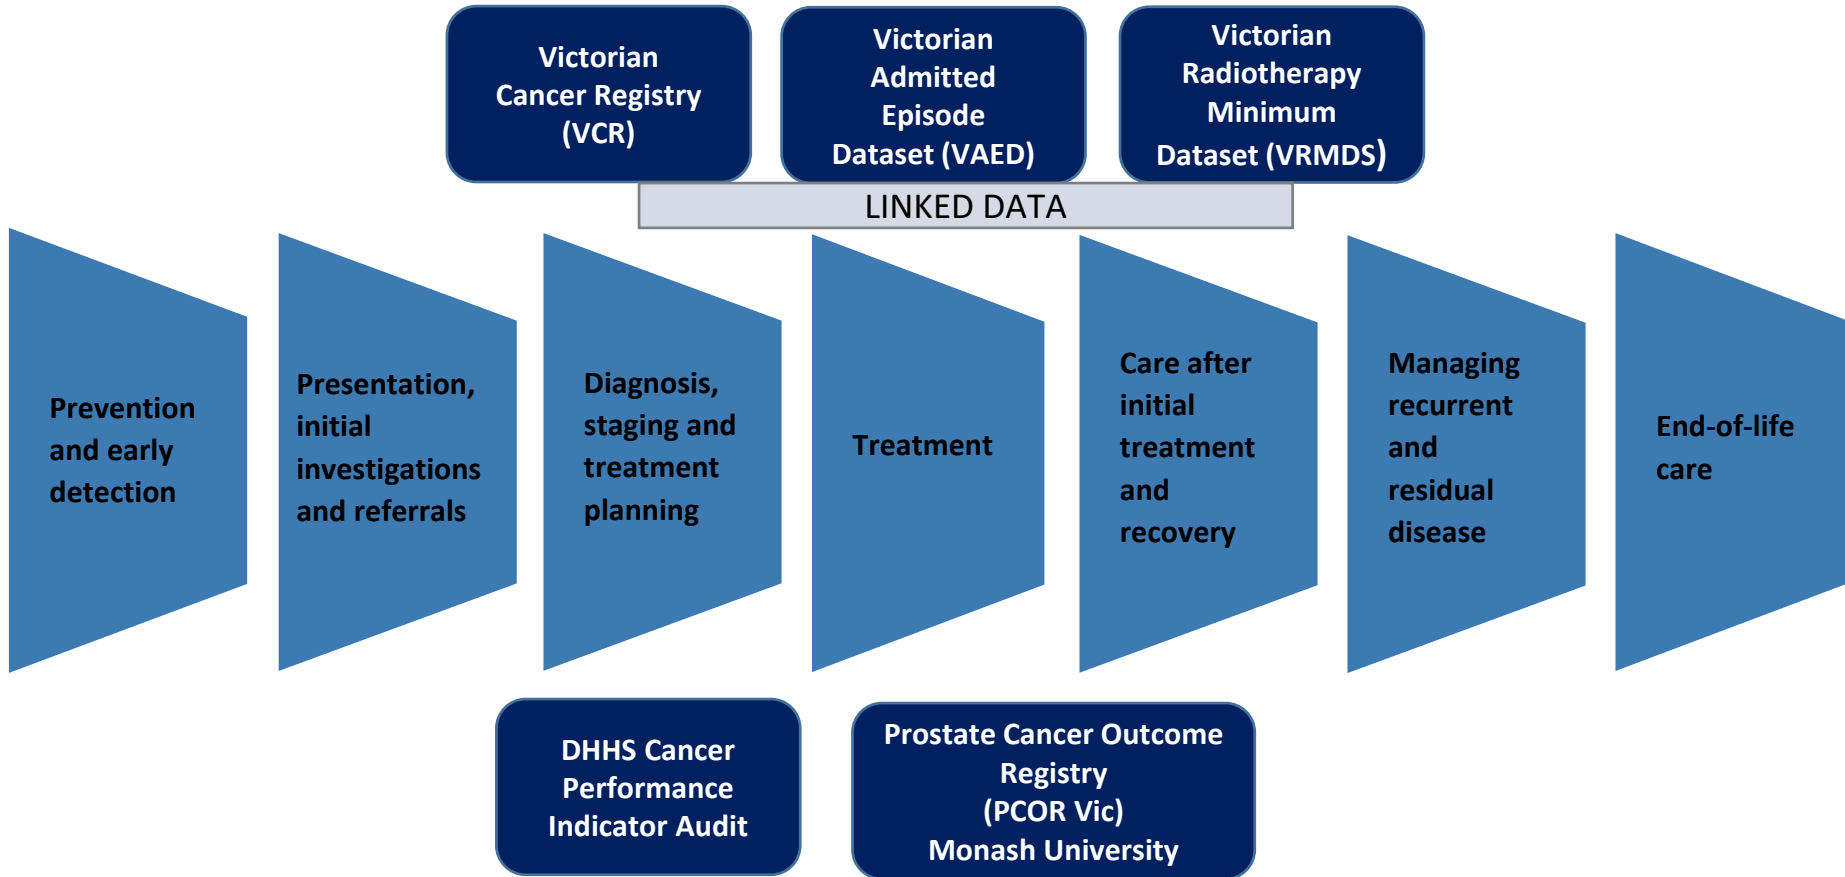 Victorian
Cancer Registry
(VCR)
Victorian
Admitted
Episode
Dataset (VAED)
Victorian
Radiotherapy
Minimum
Dataset (VRMDS)
LINKED DATA
Prevention
and early
detection
Presentation,
initial
investigations
and referrals
Diagnosis,
staging and
treatment
planning
Treatment
Care after
initial
treatment
and
recovery
Managing
recurrent
and
residual
disease
End-of-life
care
DHHS Cancer
Performance
Indicator Audit
Prostate Cancer Outcome
Registry
(PCOR Vic)
Monash University